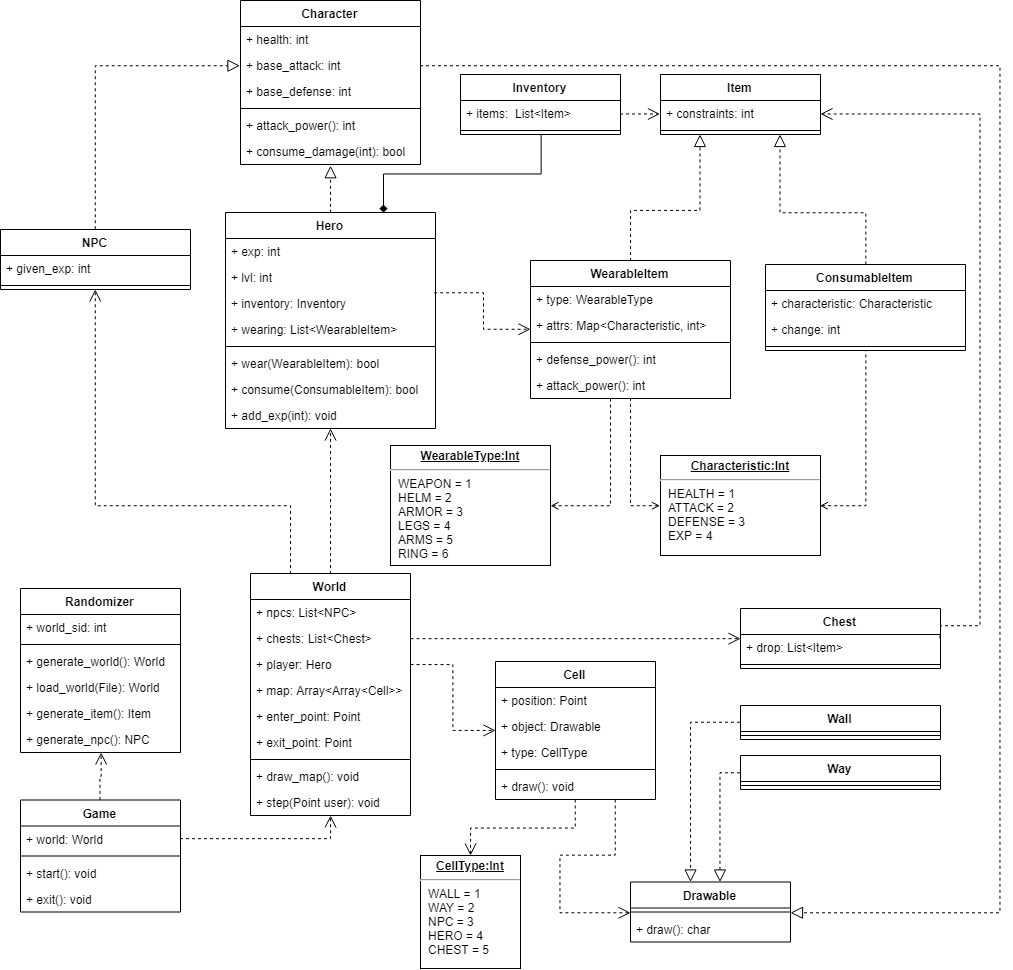 Character
+ health: int
+ base_attack: int
+ base_defense: int
+ attack_power(): int
+ consume_damage(int): bool
Inventory
+ items:  List<Item>
Item
+ constraints: int
NPC
+ given_exp: int
Hero
+ exp: int
+ lvl: int
+ inventory: Inventory
+ wearing: List<WearableItem>
+ wear(WearableItem): bool
+ consume(ConsumableItem): bool
+ add_exp(int): void
WearableItem
+ type: WearableType
+ attrs: Map<Characteristic, int>
+ defense_power(): int
+ attack_power(): int
ConsumableItem
+ characteristic: Characteristic
+ change: int
WearableType:Int
WEAPON = 1
HELM = 2
ARMOR = 3
LEGS = 4
ARMS = 5
RING = 6
Characteristic:Int
HEALTH = 1
ATTACK = 2
DEFENSE = 3
EXP = 4
Randomizer
+ world_sid: int
+ generate_world(): World
+ load_world(File): World
+ generate_item(): Item
+ generate_npc(): NPC
World
+ npcs: List<NPC>
+ chests: List<Chest>
+ player: Hero
+ map: Array<Array<Cell>>
+ enter_point: Point
+ exit_point: Point
+ draw_map(): void
+ step(Point user): void
Chest
+ drop: List<Item>
Cell
+ position: Point
+ object: Drawable
+ type: CellType
+ draw(): void
Wall
Way
Game
+ world: World
+ start(): void
+ exit(): void
CellType:Int
WALL = 1
WAY = 2
NPC = 3
HERO = 4
CHEST = 5
Drawable
+ draw(): char